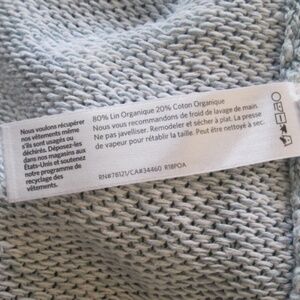 Nous voulons récupérer
nos vêtements même
s'ils sont usagés ou
déchirés. Déposez-les
dans nos magasins aux
États-Unis et soutenez
notre programme de
recyclage des
vêtements.
80% Lin Organique 20% Coton Organique
Nous vous recommandons de froid de lavage de main.
Ne pas javelliser. Remodeler et sécher à plat. La presse
de vapeur pour rétablir la taille. Peut être nettoyé à sec.
RN#78121/CA#34460 R18POA